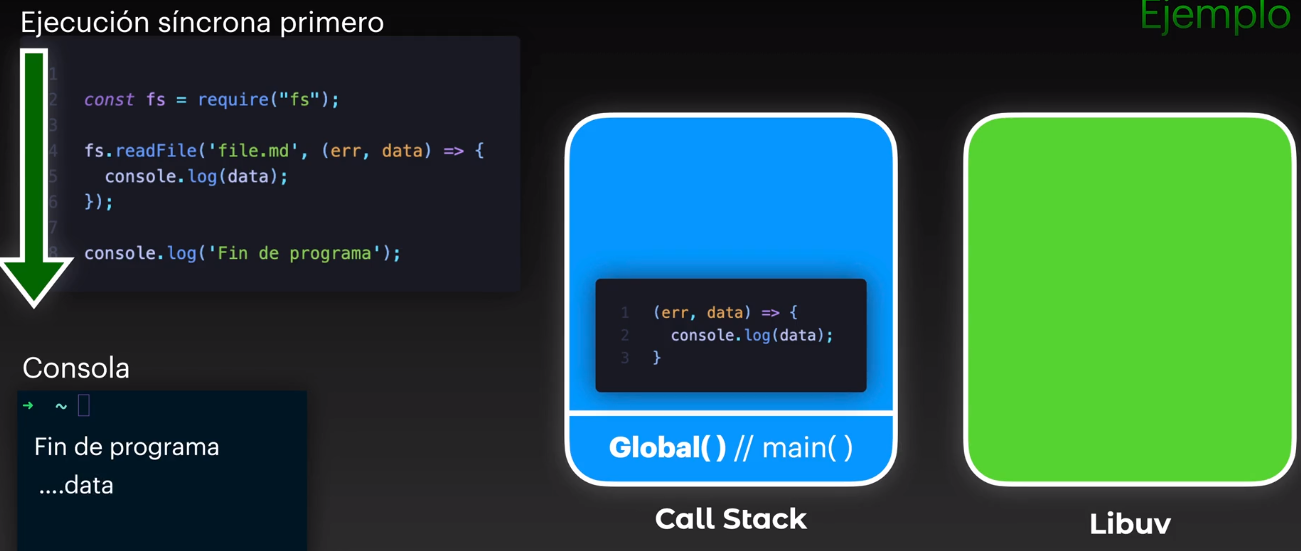 Ejecución síncrona primero
Ejemplo
1
2 const fs = require("fs");
3
4 fs.readFile('file.md', (err, data) => {
5 console.log(data);
6 });
7
8 console.log('Fin de programa');
Consola
→ ~
Fin de programa
....data
1 (err, data) => {
2 console.log(data);
3 }
Global( ) // main( )
Call Stack
Libuv